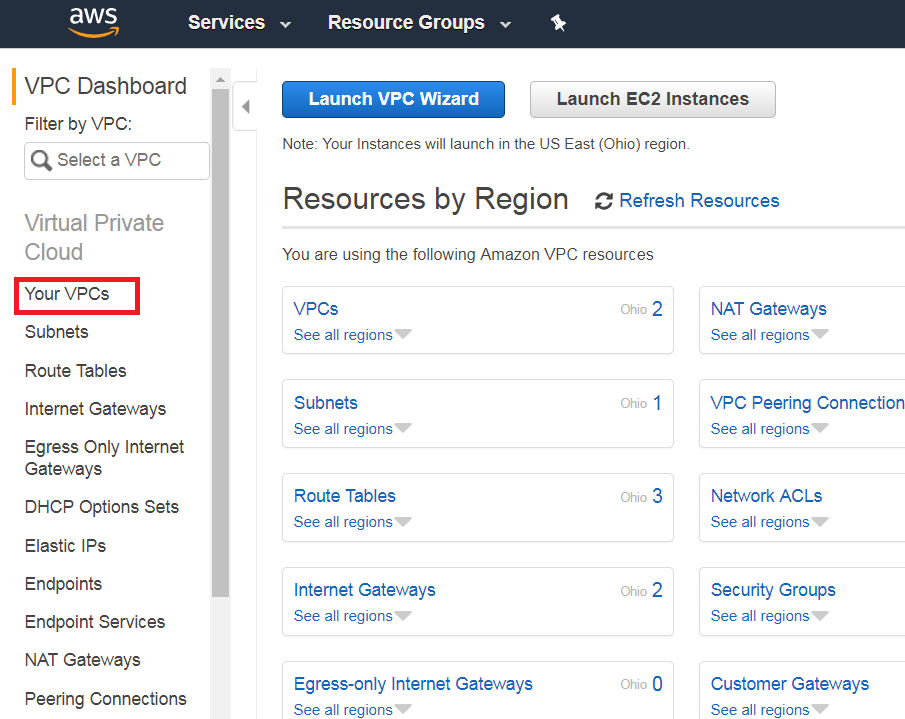 aws
Services
Resource Groups
VPC Dashboard
Filter by VPC:
Select a VPC
Virtual Private
Cloud
Your VPCs
Subnets
Route Tables
Internet Gateways
Egress Only Internet
Gateways
DHCP Options Sets
Elastic IPs
Endpoints
Endpoint Services
NAT Gateways
Peering Connections
Launch VPC Wizard
Launch EC2 Instances
Note: Your Instances will launch in the US East (Ohio) region.
Resources by Region
Refresh Resources
You are using the following Amazon VPC resources
VPCs Ohio 2
See all regions
NAT Gateways
See all regions
Subnets Ohio 1
See all regions
VPC Peering Connection
See all regions
Route Tables Ohio 3
See all regions
Network ACLs
See all regions
Internet Gateways Ohio 2
See all regions
Security Groups
See all regions
Egress-only Internet Gateways Ohio 0
See all regions
Customer Gateways
See all regions